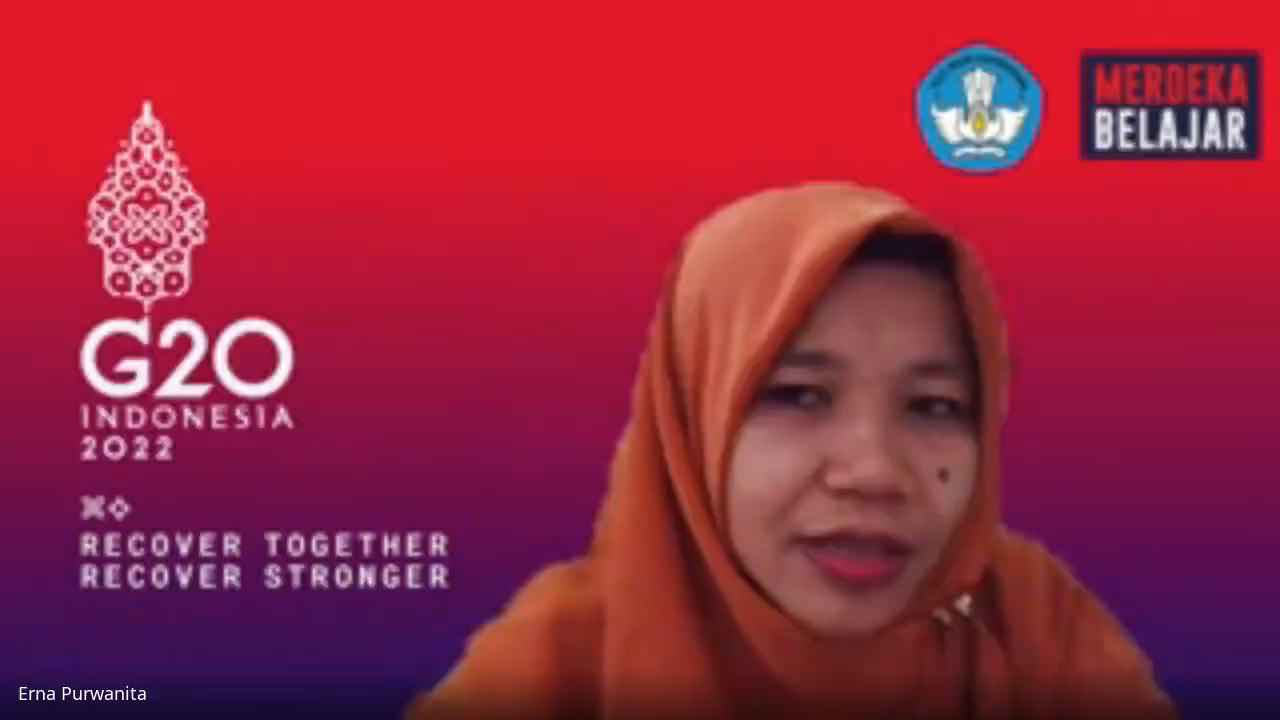 MERDEKA
BELAJAR
G20
INDONESIA
2022
RECOVER TOGETHER
RECOVER STRONGER
Erna Purwanita